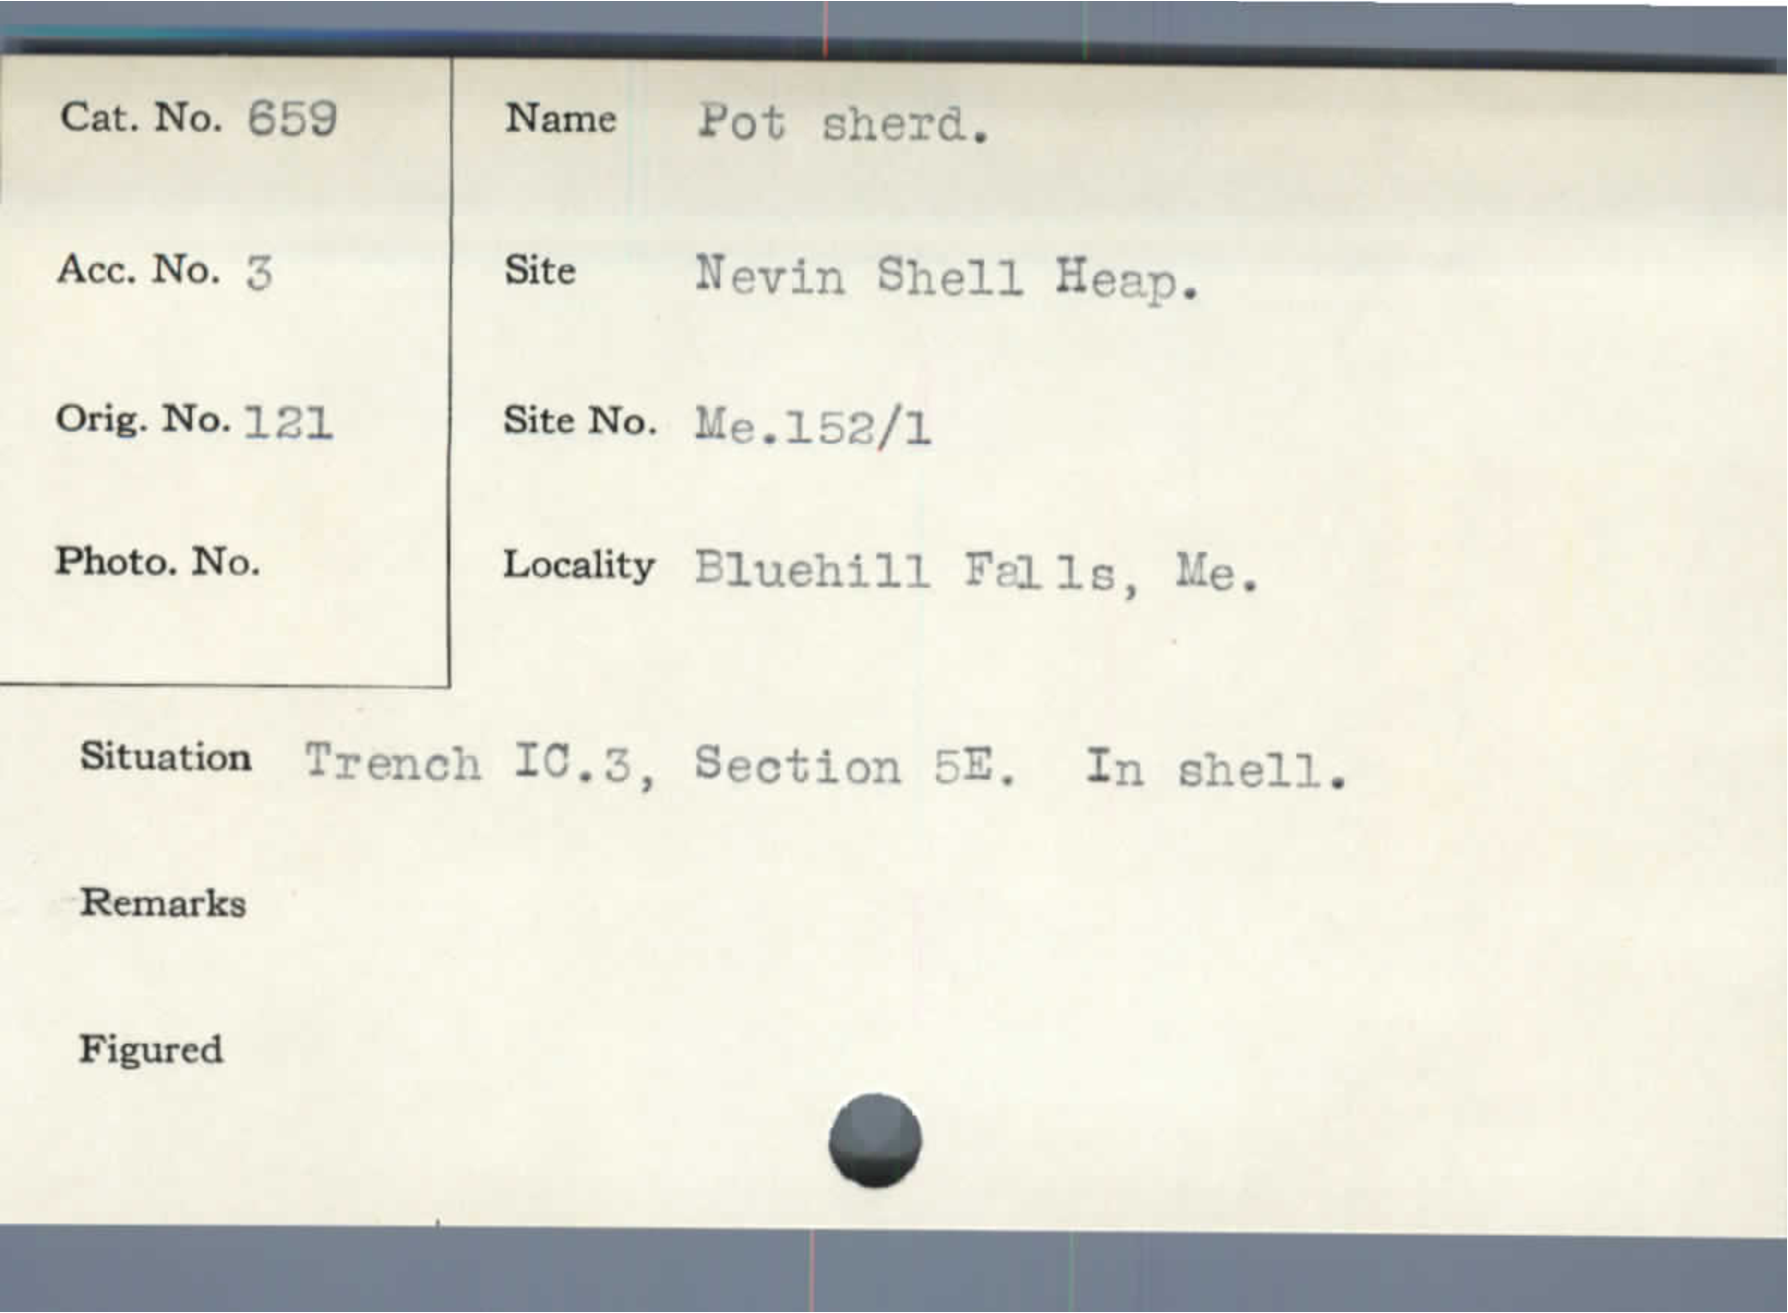 Cat. No. 659 Name Pot sherd.
Acc. No. 3 Site Nevin Shell Heap.
Orig. No. 121 Site No. Me.152/1
Photo. No. Locality Bluehill Falls, Me.
Situation Trench IC.3, Section 5E. In shell.
Remarks
Figured